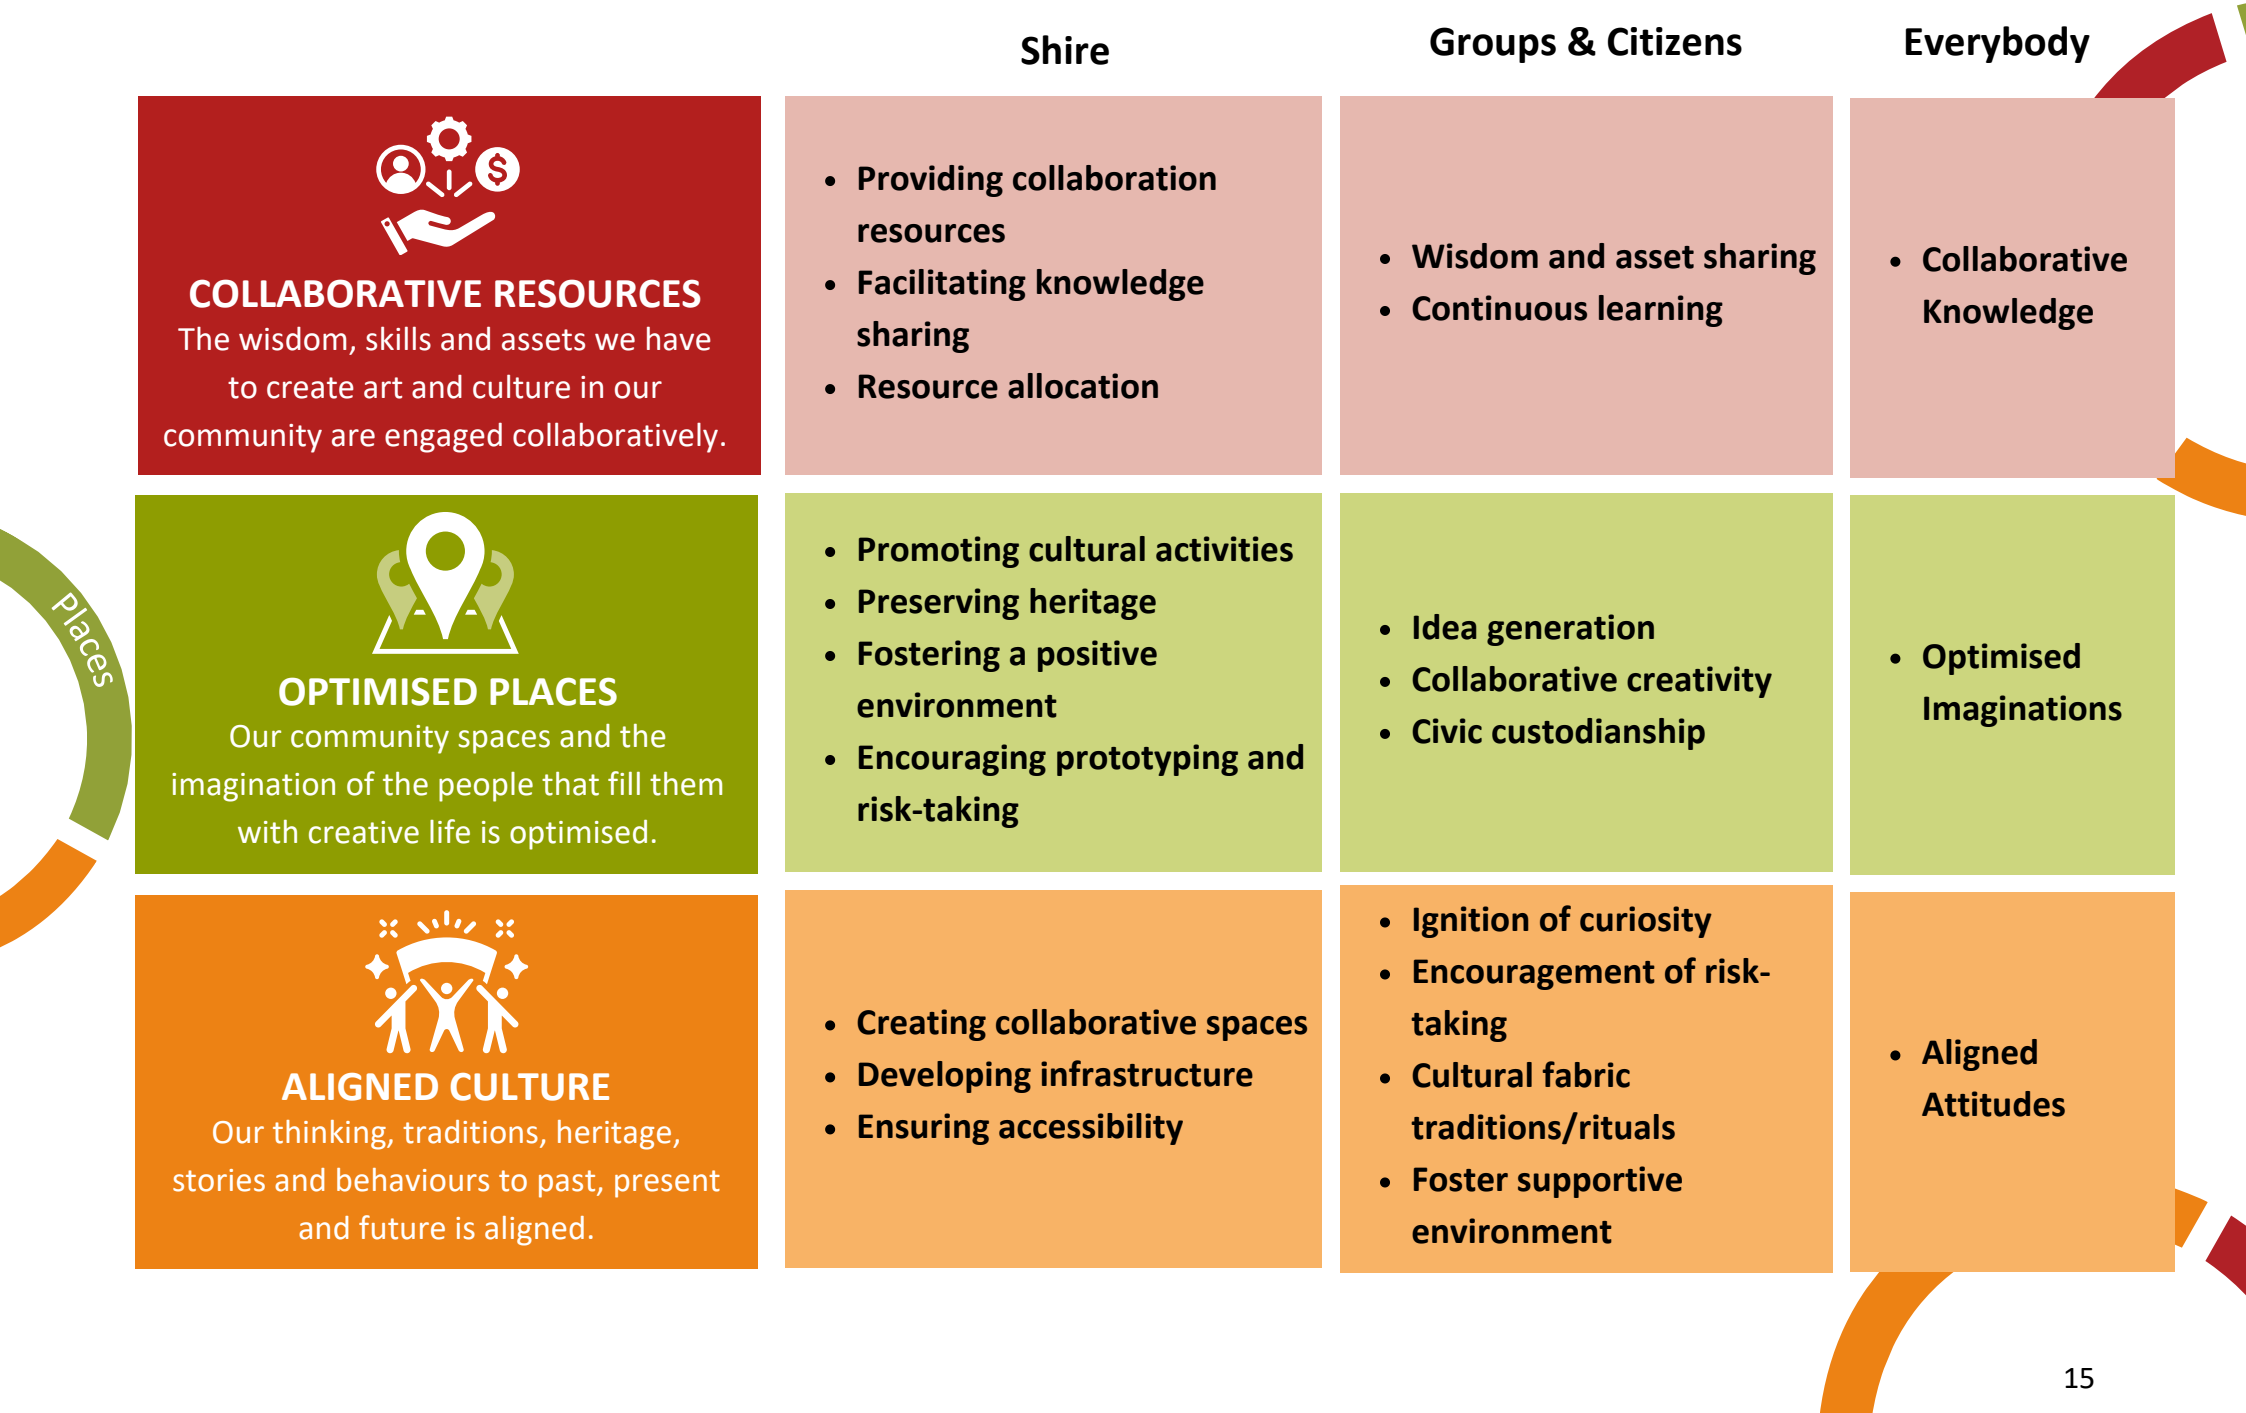 Shire
Groups & Citizens
Everybody
COLLABORATIVE RESOURCES
The wisdom, skills and assets we have
to create art and culture in our
community are engaged collaboratively.
• Providing collaboration
resources
• Facilitating knowledge
sharing
• Resource allocation
• Wisdom and asset sharing
• Continuous learning
• Collaborative
Knowledge
Places
OPTIMISED PLACES
Our community spaces and the
imagination of the people that fill them
with creative life is optimised.
• Promoting cultural activities
• Preserving heritage
• Fostering a positive
environment
• Encouraging prototyping and
risk-taking
• Idea generation
• Collaborative creativity
• Civic custodianship
• Optimised
Imaginations
ALIGNED CULTURE
Our thinking, traditions, heritage,
stories and behaviours to past, present
and future is aligned.
• Creating collaborative spaces
• Developing infrastructure
• Ensuring accessibility
• Ignition of curiosity
• Encouragement of risk-
taking
• Cultural fabric
traditions/rituals
• Foster supportive
environment
• Aligned
Attitudes
15